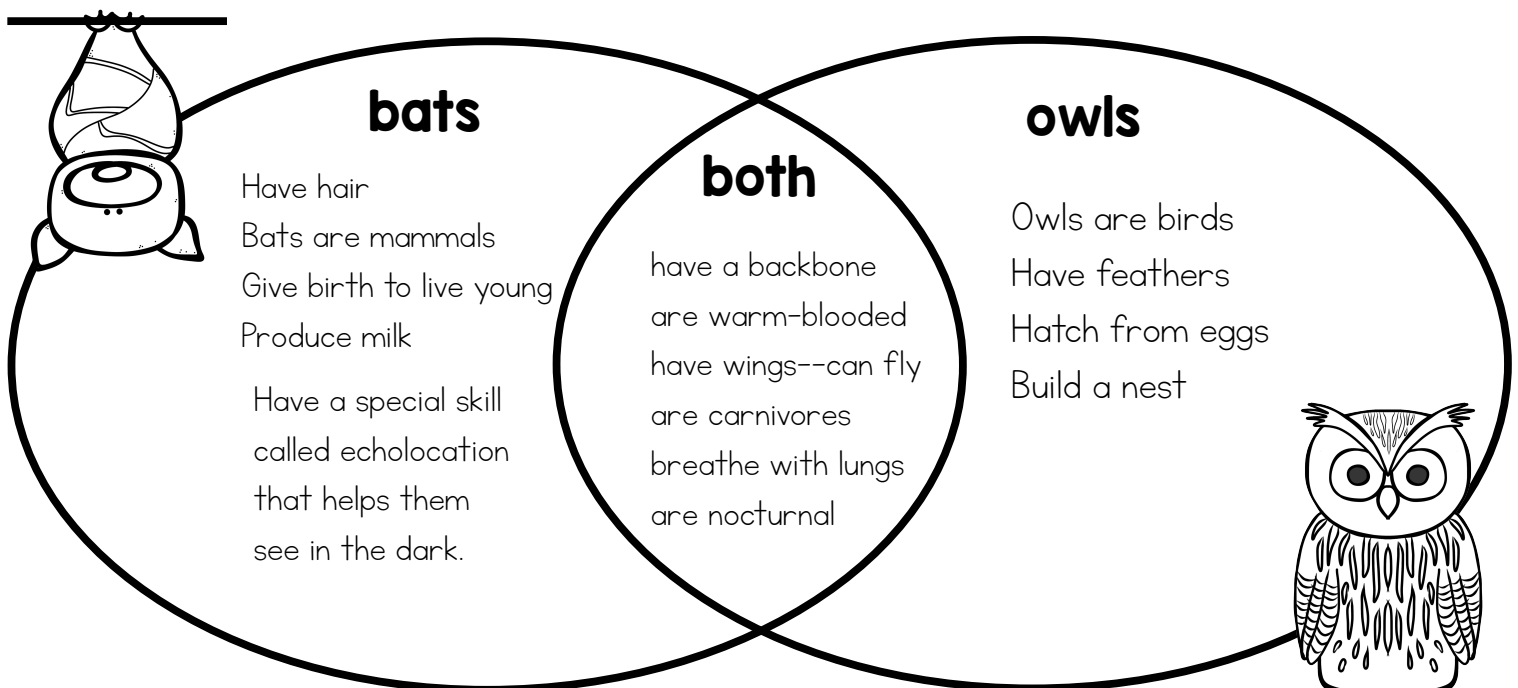 bats
Have hair
Bats are mammals
Give birth to live young
Produce milk
Have a special skill
called echolocation
that helps them
see in the dark.
both
have a backbone
are warm-blooded
have wings--can fly
are carnivores
breathe with lungs
are nocturnal
owls
Owls are birds
Have feathers
Hatch from eggs
Build a nest